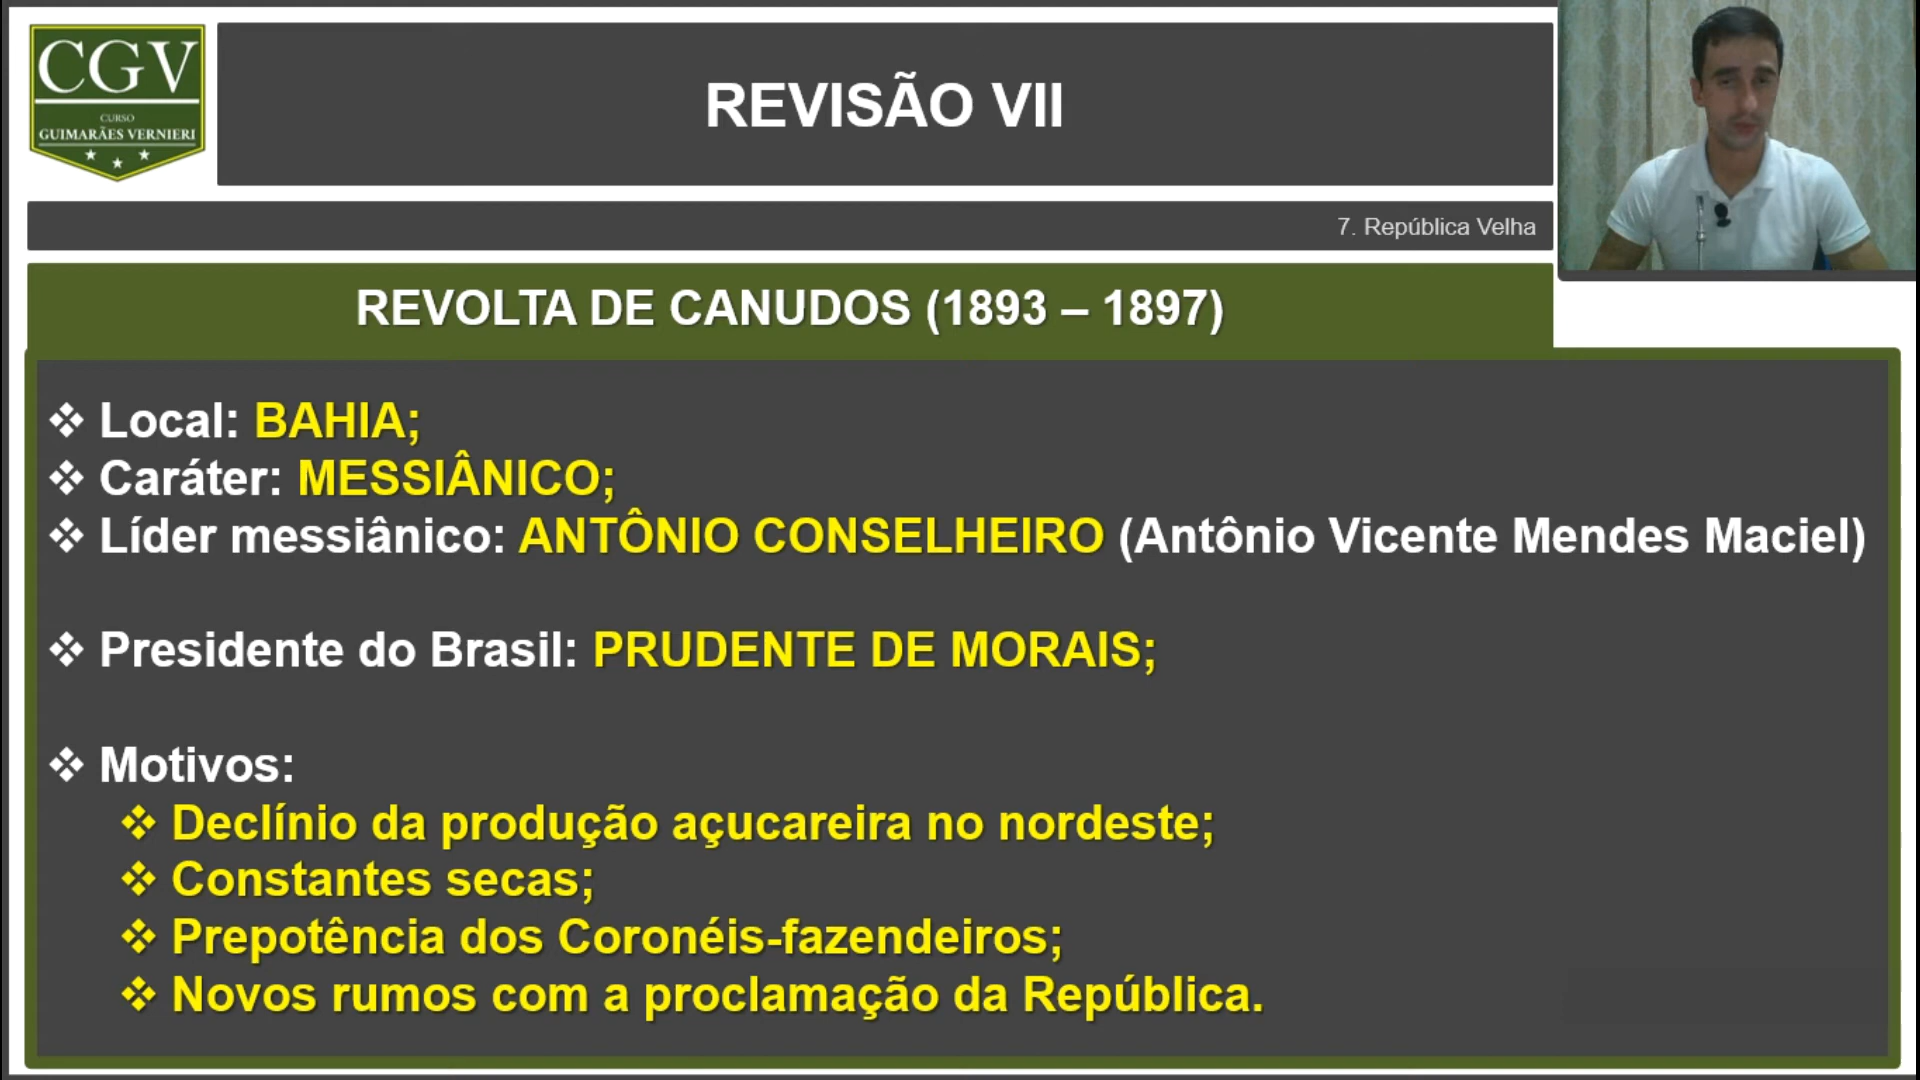 CGV
CURSO
GUIMARÃES VERNIERI
REVISÃO VII
7. República Velha
REVOLTA DE CANUDOS (1893 – 1897)
❖ Local: BAHIA;
❖ Caráter: MESSIÂNICO;
❖ Líder messiânico: ANTÔNIO CONSELHEIRO (Antônio Vicente Mendes Maciel)
❖ Presidente do Brasil: PRUDENTE DE MORAIS;
❖ Motivos:
❖ Declínio da produção açucareira no nordeste;
❖ Constantes secas;
❖ Prepotência dos Coronéis-fazendeiros;
❖ Novos rumos com a proclamação da República.